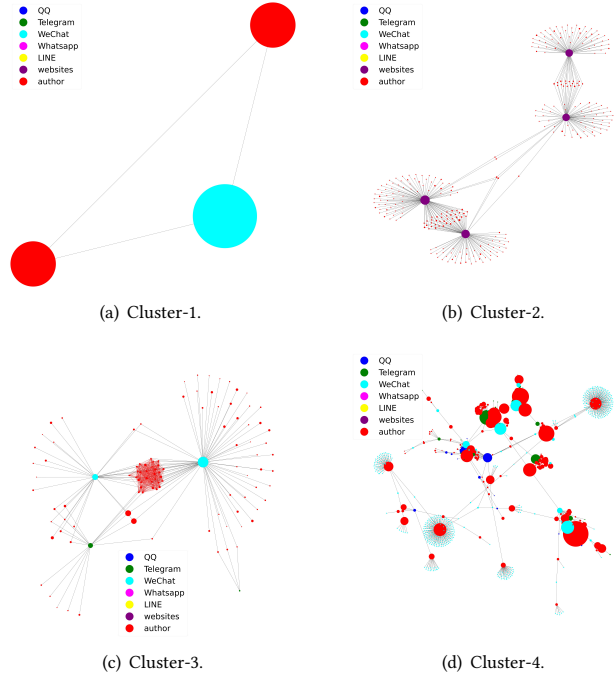 QQ
Telegram
WeChat
Whatsapp
LINE
websites
author
(a) Cluster-1.
QQ
Telegram
WeChat
Whatsapp
LINE
websites
author
(b) Cluster-2.
QQ
Telegram
WeChat
Whatsapp
LINE
websites
author
(c) Cluster-3.
QQ
Telegram
WeChat
Whatsapp
LINE
websites
author
(d) Cluster-4.